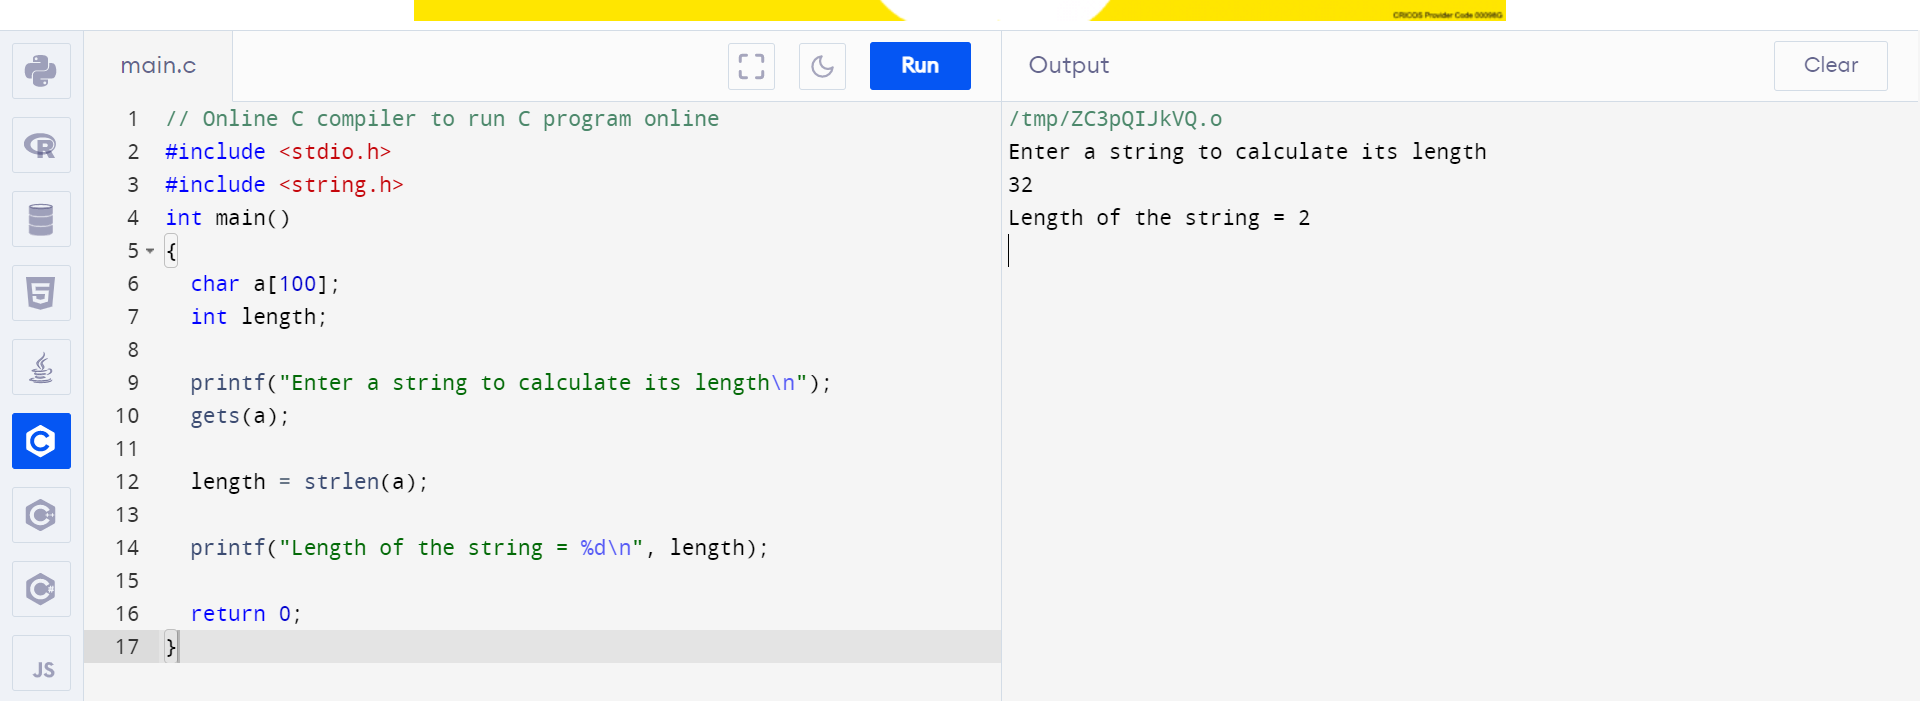 CRICOS Provider Code 00098G
main.c
Run
Output
Clear
1 // Online C compiler to run C program online
2 #include <stdio.h>
3 #include <string.h>
4 int main()
5 {
6 char a[100];
7 int length;
8
9 printf("Enter a string to calculate its length\n");
10 gets(a);
11
12 length = strlen(a);
13
14 printf("Length of the string = %d\n", length);
15
16 return 0;
17 }
/tmp/ZC3pQIJkVQ.o
Enter a string to calculate its length
32
Length of the string = 2
R
5
C
C++
C#
JS